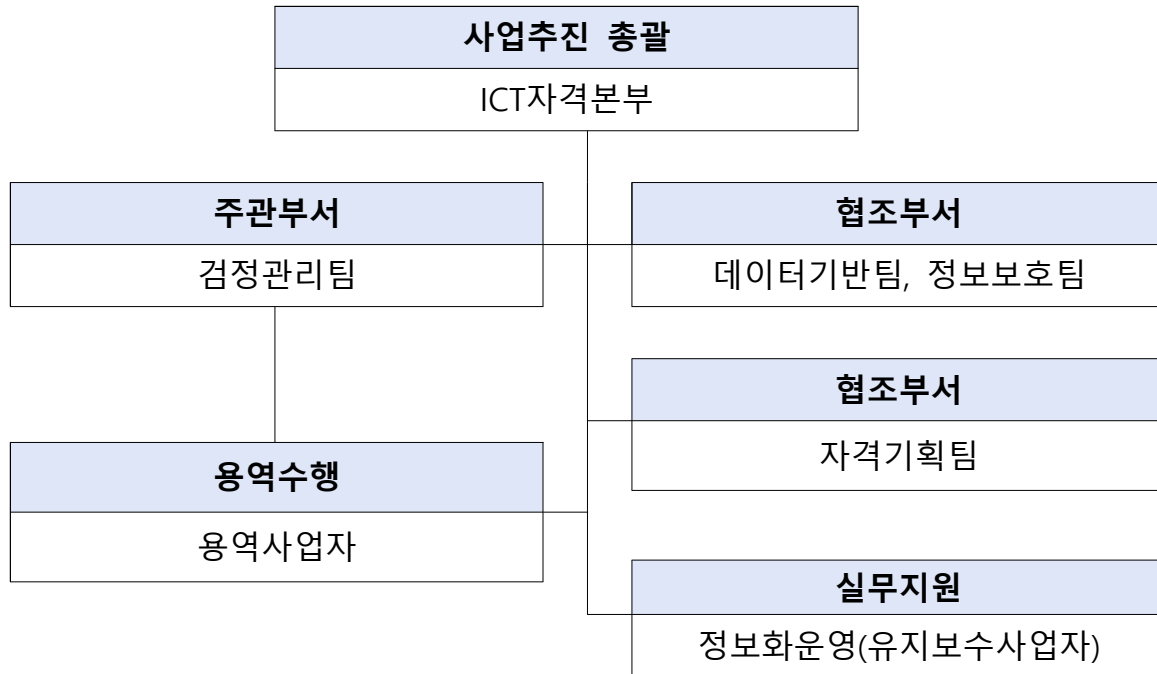 사업추진 총괄
ICT자격본부
주관부서
검정관리팀
협조부서
데이터기반팀, 정보보호팀
협조부서
자격기획팀
용역수행
용역사업자
실무지원
정보화운영(유지보수사업자)